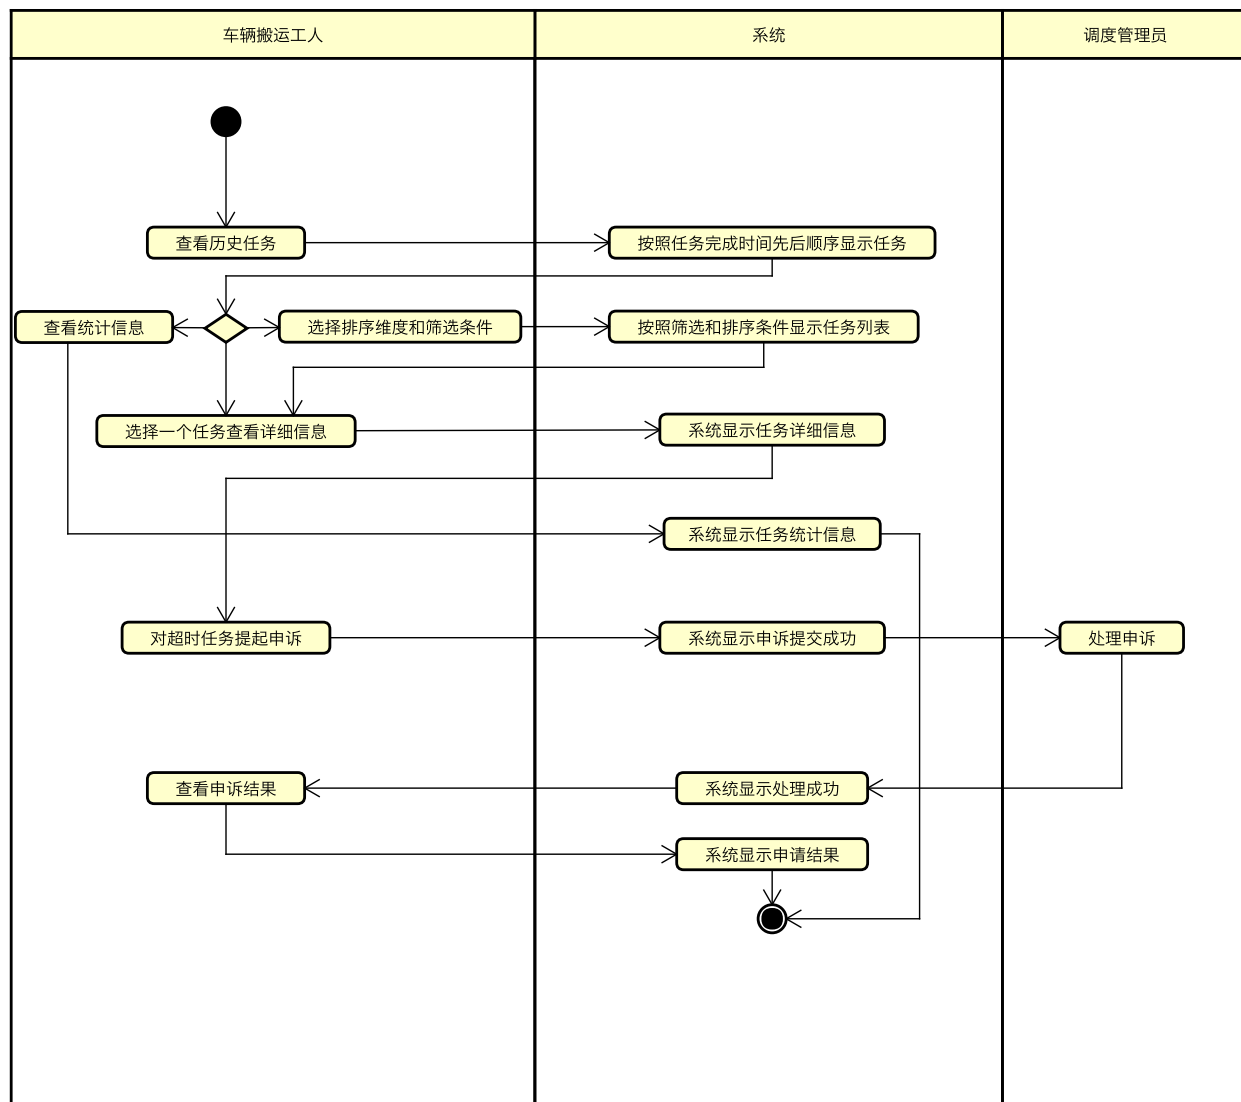 车辆搬运工人
系统
调度管理员
查看历史任务
按照任务完成时间先后顺序显示任务
查看统计信息
选择排序维度和筛选条件
按照筛选和排序条件显示任务列表
选择一个任务查看详细信息
系统显示任务详细信息
系统显示任务统计信息
对超时任务提起申诉
系统显示申诉提交成功
处理申诉
查看申诉结果
系统显示处理成功
系统显示申请结果